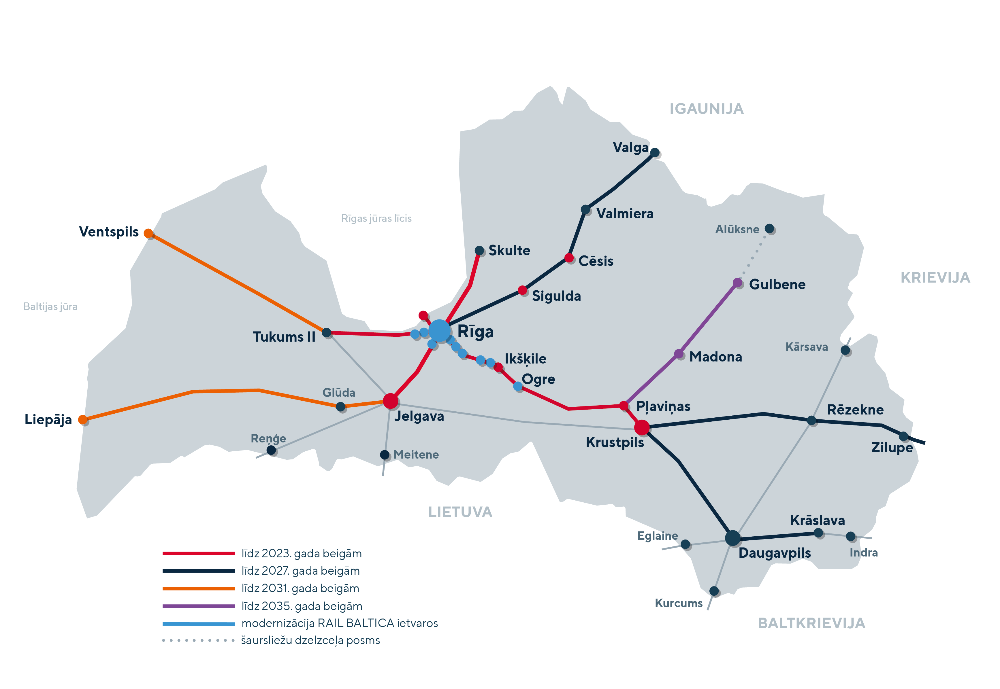 IGAUNIJA
Valga
Valmiera
Rīgas jūras līcis
Alūksne
Ventspils
Skulte
Cēsis
KRIEVIJA
Gulbene
Sigulda
Baltijas jūra
Rīga
Tukums II
Kārsava
Madona
Ikšķile
Ogre
Glūda
Pļaviņas
Rēzekne
Jelgava
Liepāja
Reņģe
Krustpils
Zilupe
Meitene
LIETUVA
Krāslava
Eglaine
Daugavpils
Indra
Kurcums
BALTKRIEVIJA
līdz 2023. gada beigām
līdz 2027. gada beigām
līdz 2031. gada beigām
līdz 2035. gada beigām
modernizācija RAIL BALTICA ietvaros
šaursliežu dzelzceļa posms